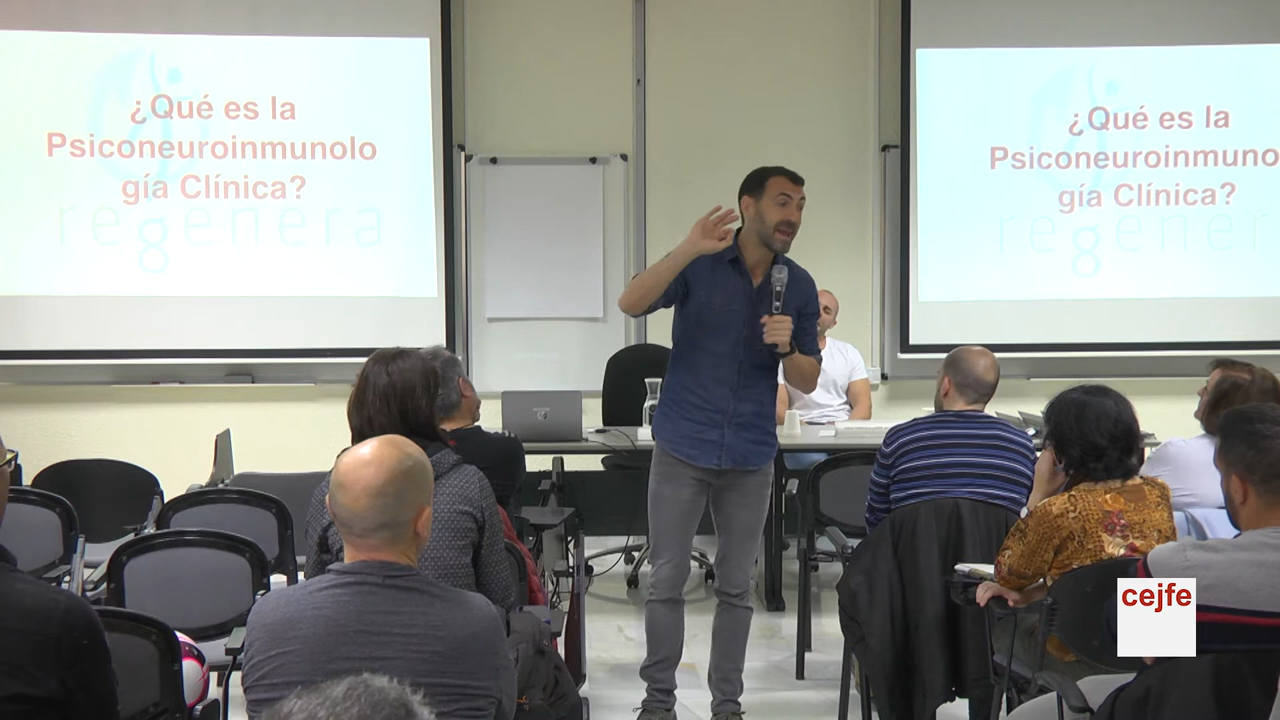 ¿Qué es la
Psiconeuroinmunolo
gía Clínica?
regenera
¿Qué es la
Psiconeuroinmuno
gía Clínica?
regener
cejfe